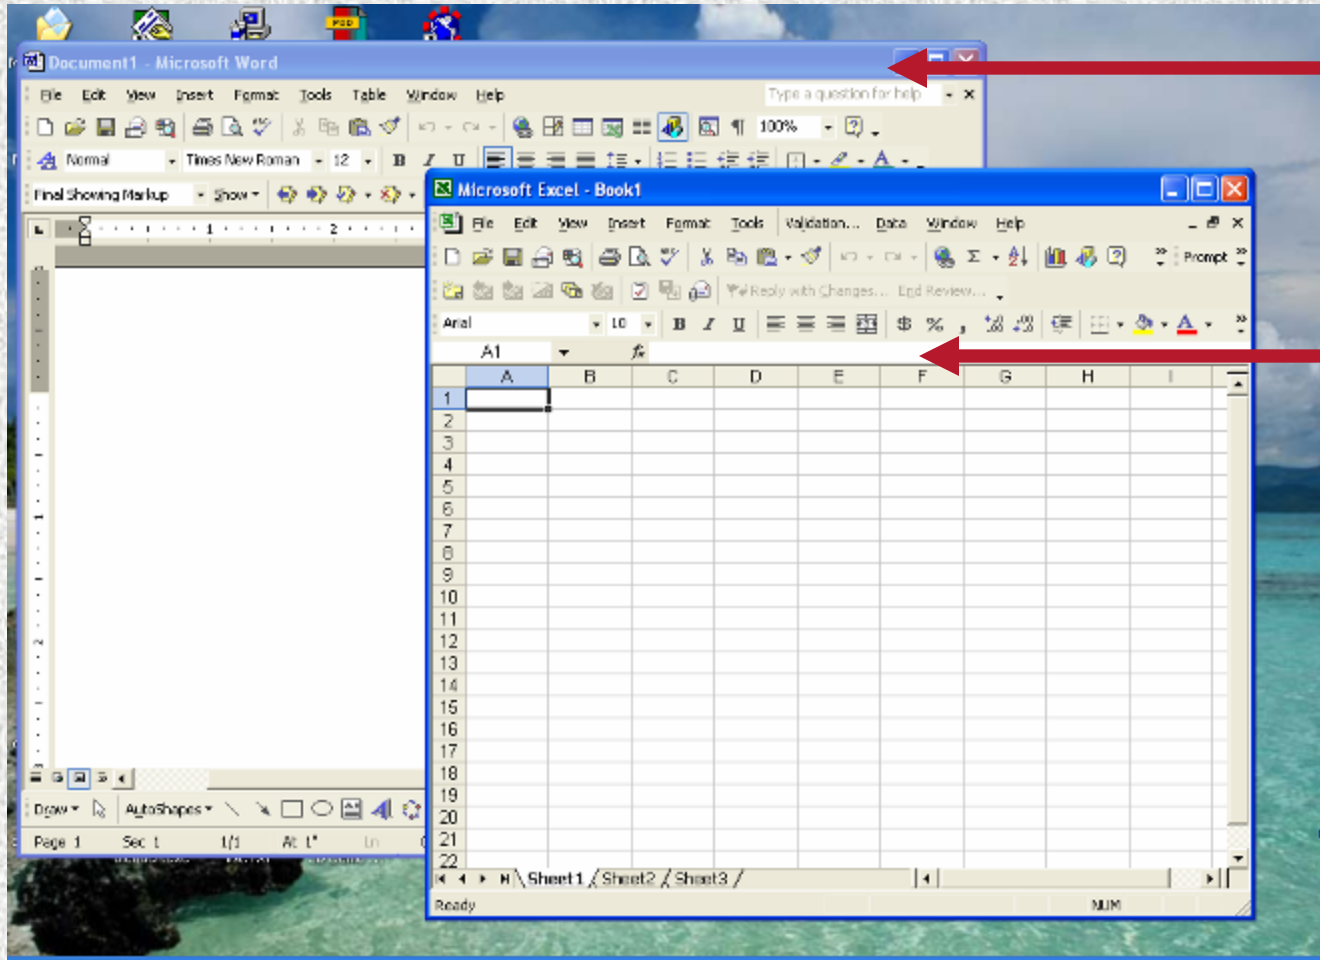 PSD
Document1 - Microsoft Word
File Edit View Insert Format Tools Table Window Help
Type a question for help
100%
Normal Times New Roman 12 B I U A
Final Showing Markup Show
1 2
Draw AutoShapes
Page 1 Sec 1 1/1 At 1" Ln
Microsoft Excel - Book1
File Edit View Insert Format Tools Validation... Data Window Help
Prompt
Reply with Changes... End Review...
Arial 10 B I U $ % , A
A1 fx
A B C D E F G H I
1
2
3
4
5
6
7
8
9
10
11
12
13
14
15
16
17
18
19
20
21
22
Sheet1 / Sheet2 / Sheet3 /
Ready NUM